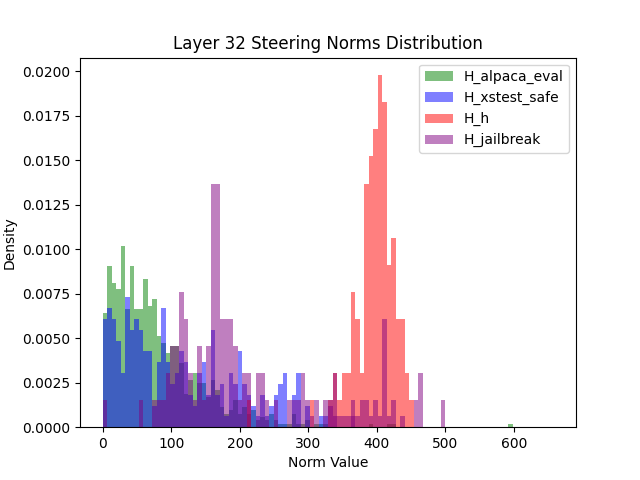 Layer 32 Steering Norms Distribution
H_alpaca_eval
H_xstest_safe
H_h
H_jailbreak
Density
0.0200
0.0175
0.0150
0.0125
0.0100
0.0075
0.0050
0.0025
0.0000
0 100 200 300 400 500 600
Norm Value